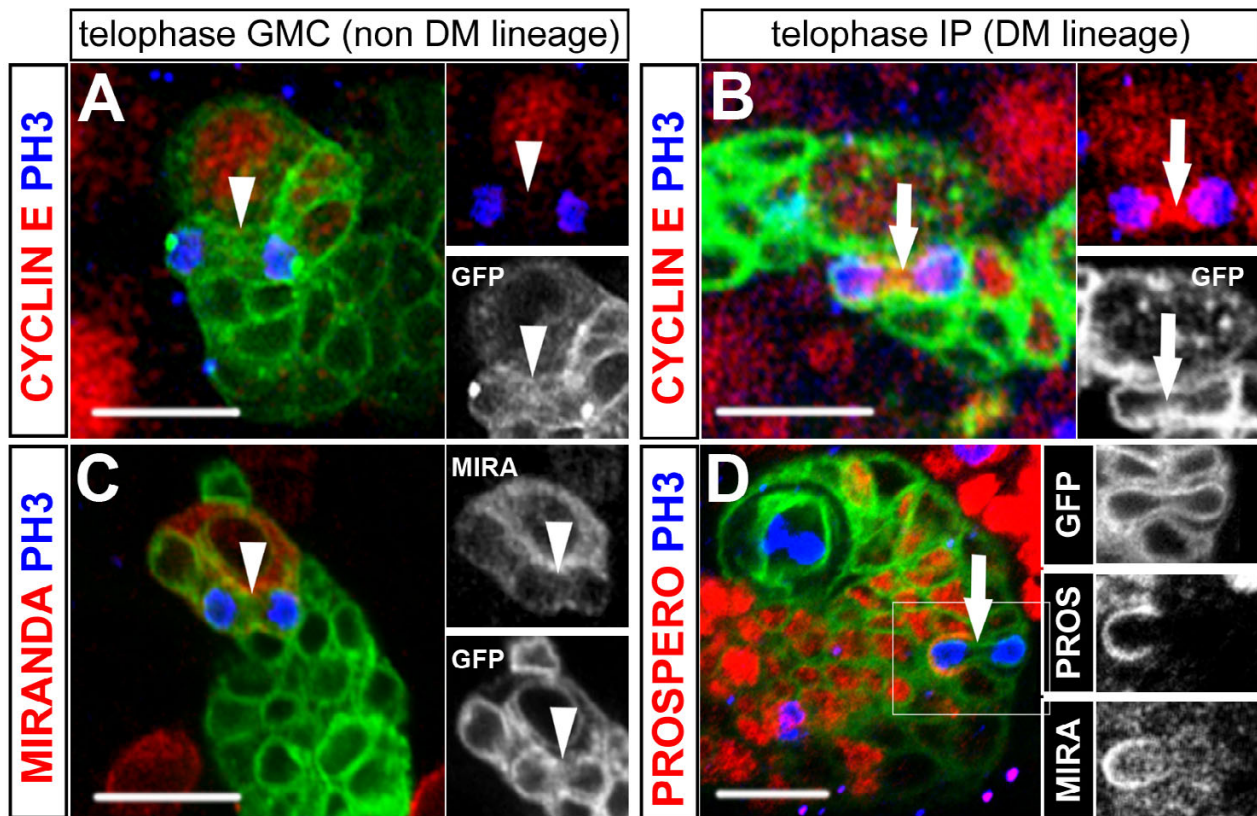 telophase GMC (non DM lineage)
telophase IP (DM lineage)
CYCLIN E PH3
A
GFP
CYCLIN E PH3
B
GFP
MIRANDA PH3
C
MIRA
GFP
PROSPERO PH3
D
GFP
PROS
MIRA